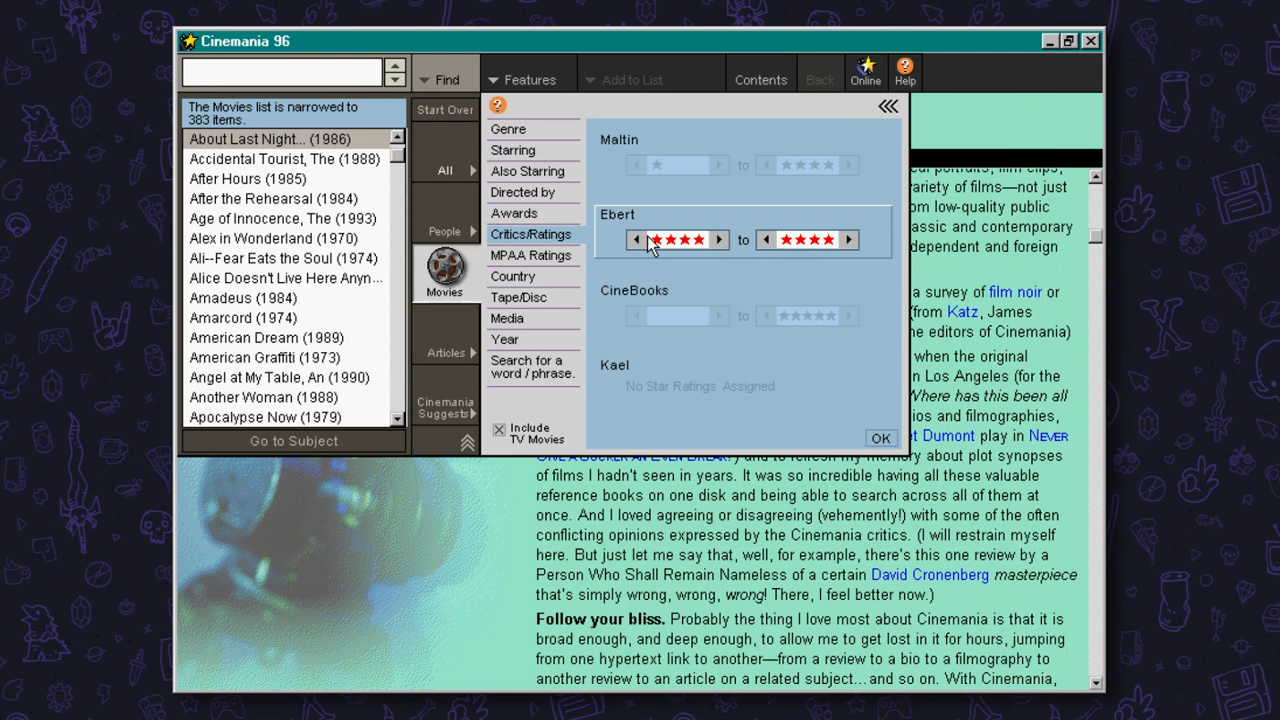 Cinemania 96
Find
Features
Add to List
Contents
Back
Online
Help
The Movies list is narrowed to
383 items.
About Last Night... (1986)
Accidental Tourist, The (1988)
After Hours (1985)
After the Rehearsal (1984)
Age of Innocence, The (1993)
Alex in Wonderland (1970)
Ali--Fear Eats the Soul (1974)
Alice Doesn't Live Here Anyn...
Amadeus (1984)
Amarcord (1974)
American Dream (1989)
American Graffiti (1973)
Angel at My Table, An (1990)
Another Woman (1988)
Apocalypse Now (1979)
Go to Subject
Start Over
All
People
Movies
Articles
Cinemania
Suggests
Genre
Starring
Also Starring
Directed by
Awards
Critics/Ratings
MPAA Ratings
Country
Tape/Disc
Media
Year
Search for a
word / phrase.
Include
TV Movies
Maltin
to
Ebert
to
CineBooks
to
Kael
No Star Ratings Assigned
OK
variety of films—not just
om low-quality public
assic and contemporary
dependent and foreign
a survey of film noir or
(from Katz, James
he editors of Cinemania)
when the original
n Los Angeles (for the
Where has this been all
ios and filmographies,
et Dumont play in NEVER
GIVE A SUCKER AN EVEN BREAK!) and to refresh my memory about plot synopses
of films I hadn't seen in years. It was so incredible having all these valuable
reference books on one disk and being able to search across all of them at
once. And I loved agreeing or disagreeing (vehemently!) with some of the often
conflicting opinions expressed by the Cinemania critics. (I will restrain myself
here. But just let me say that, well, for example, there's this one review by a
Person Who Shall Remain Nameless of a certain David Cronenberg masterpiece
that's simply wrong, wrong, wrong! There, I feel better now.)
Follow your bliss. Probably the thing I love most about Cinemania is that it is
broad enough, and deep enough, to allow me to get lost in it for hours, jumping
from one hypertext link to another—from a review to a bio to a filmography to
another review to an article on a related subject...and so on. With Cinemania,